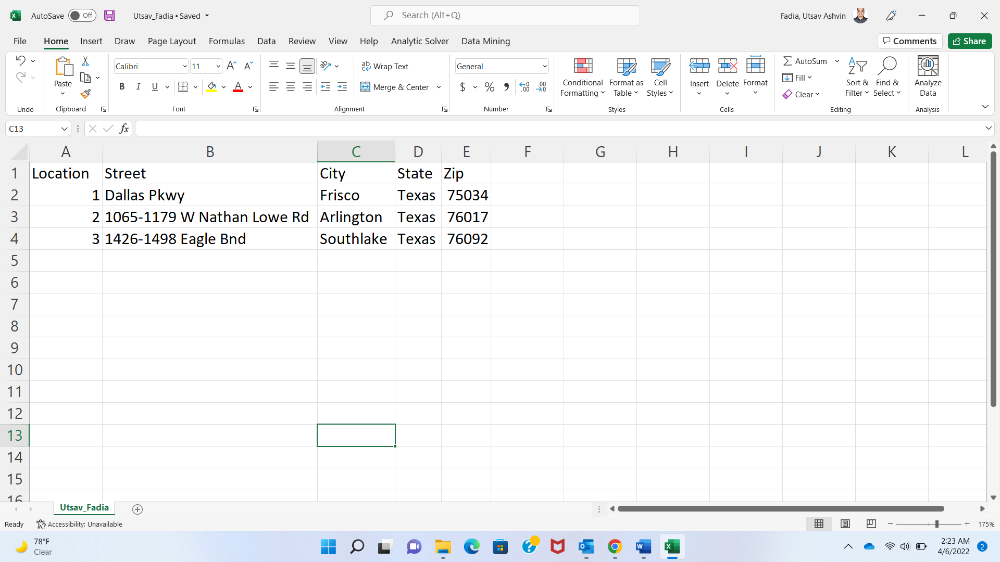 AutoSave Off Utsav_Fadia • Saved Search (Alt+Q) Fadia, Utsav Ashvin
File Home Insert Draw Page Layout Formulas Data Review View Help Analytic Solver Data Mining Comments Share
Calibri 11 Wrap Text General AutoSum
Paste B I U A Merge & Center $ % Conditional Formatting Format as Table Cell Styles Insert Delete Format Fill Clear Sort & Filter Find & Select Analyze Data
Undo Clipboard Font Alignment Number Styles Cells Editing Analysis
C13 fx
A B C D E F G H I J K L
1 Location Street City State Zip
2 1 Dallas Pkwy Frisco Texas 75034
3 2 1065-1179 W Nathan Lowe Rd Arlington Texas 76017
4 3 1426-1498 Eagle Bnd Southlake Texas 76092
5
6
7
8
9
10
11
12
13
14
15
16
Utsav_Fadia
Ready Accessibility: Unavailable 175%
78°F 2:23 AM
Clear 4/6/2022 2